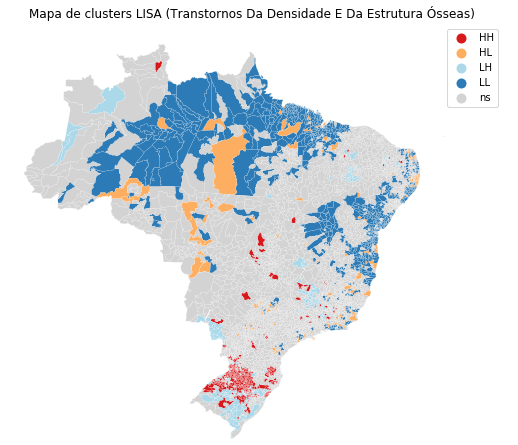 Mapa de clusters LISA (Transtornos Da Densidade E Da Estrutura Ósseas)
HH
HL
LH
LL
ns